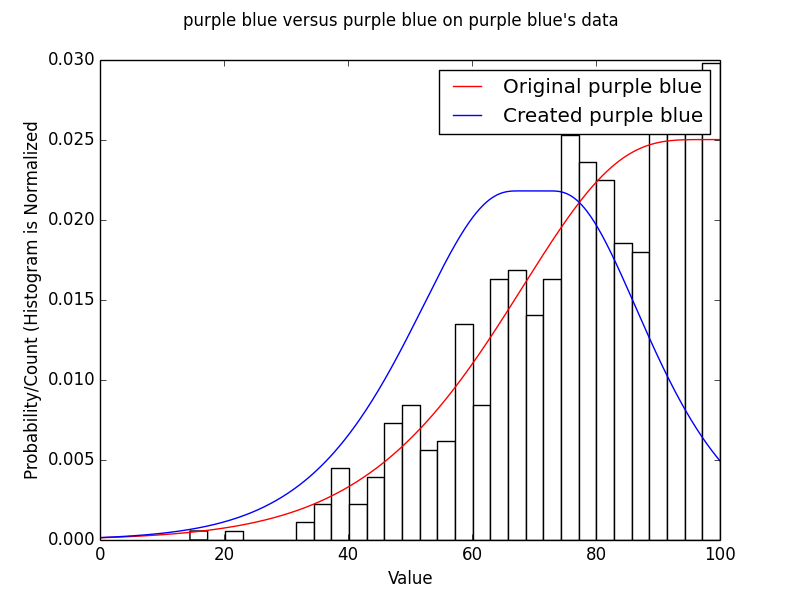 purple blue versus purple blue on purple blue's data
0.030
Original purple blue
Created purple blue
0.025
0.020
0.015
0.010
0.005
0.000
Probability/Count (Histogram is Normalized
0 20 40 60 80 100
Value